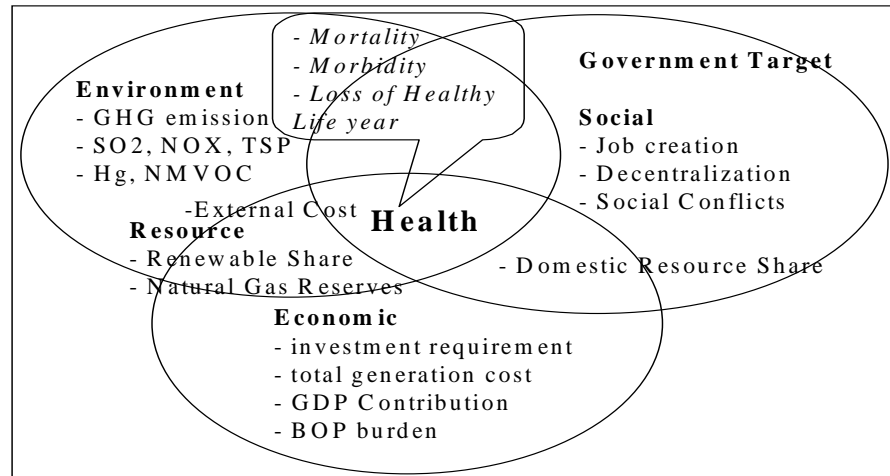 - Mortality
- Morbidity
- Loss of Healthy
Life year
Environment
- GHG emission
- SO2, NOX, TSP
- Hg, NMVOC
Government Target
Social
- Job creation
- Decentralization
- Social Conflicts
-External Cost
Health
Resource
- Renewable Share
- Natural Gas Reserves
- Domestic Resource Share
Economic
- investment requirement
- total generation cost
- GDP Contribution
- BOP burden